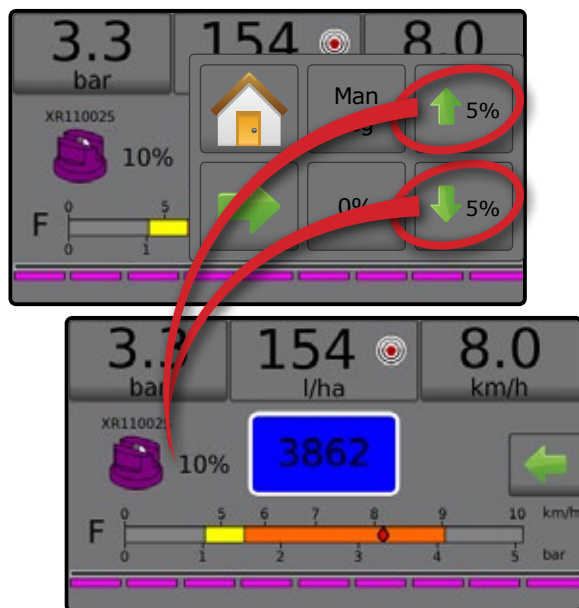 3.3 154 8.0
bar
XR110025
10%
Man
5%
0%
5%
F
0 5
0 1
3.3 154 8.0
bar l/ha km/h
XR110025
10% 3862
0 5 6 7 8 9 10 km/h
F
0 1 2 3 4 5 bar